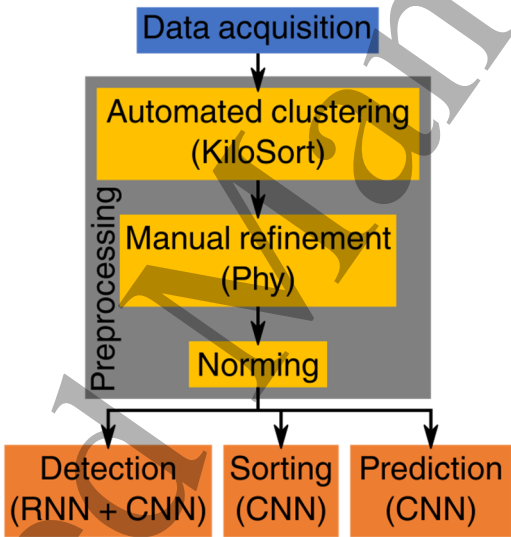 Data acquisition
Automated clustering
(KiloSort)
Preprocessing
Manual refinement
(Phy)
Norming
Detection
(RNN + CNN)
Sorting
(CNN)
Prediction
(CNN)